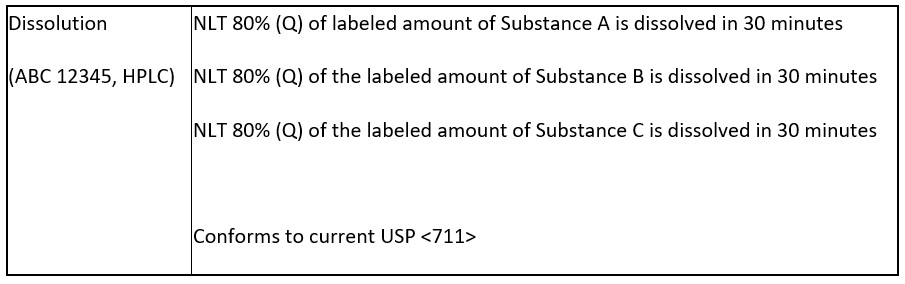 Dissolution
(ABC 12345, HPLC)
NLT 80% (Q) of labeled amount of Substance A is dissolved in 30 minutes
NLT 80% (Q) of the labeled amount of Substance B is dissolved in 30 minutes
NLT 80% (Q) of the labeled amount of Substance C is dissolved in 30 minutes
Conforms to current USP <711>